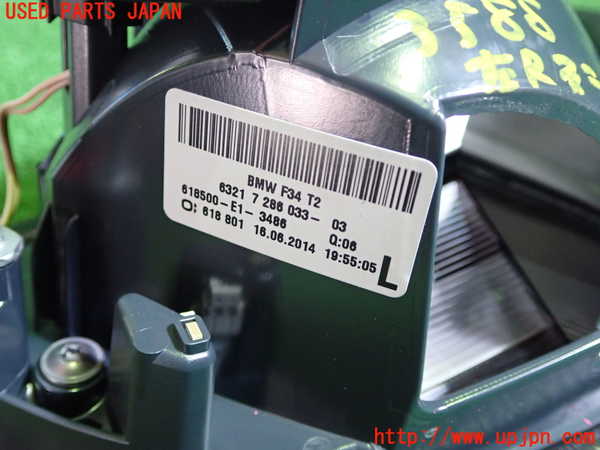 USED PARTS JAPAN
BMW F34 T2
6321 7 286 033- 03
618500-E1- 3486 Q:06
O: 618 801 16.06.2014 19:55:05
L
http://www.upjpn.com